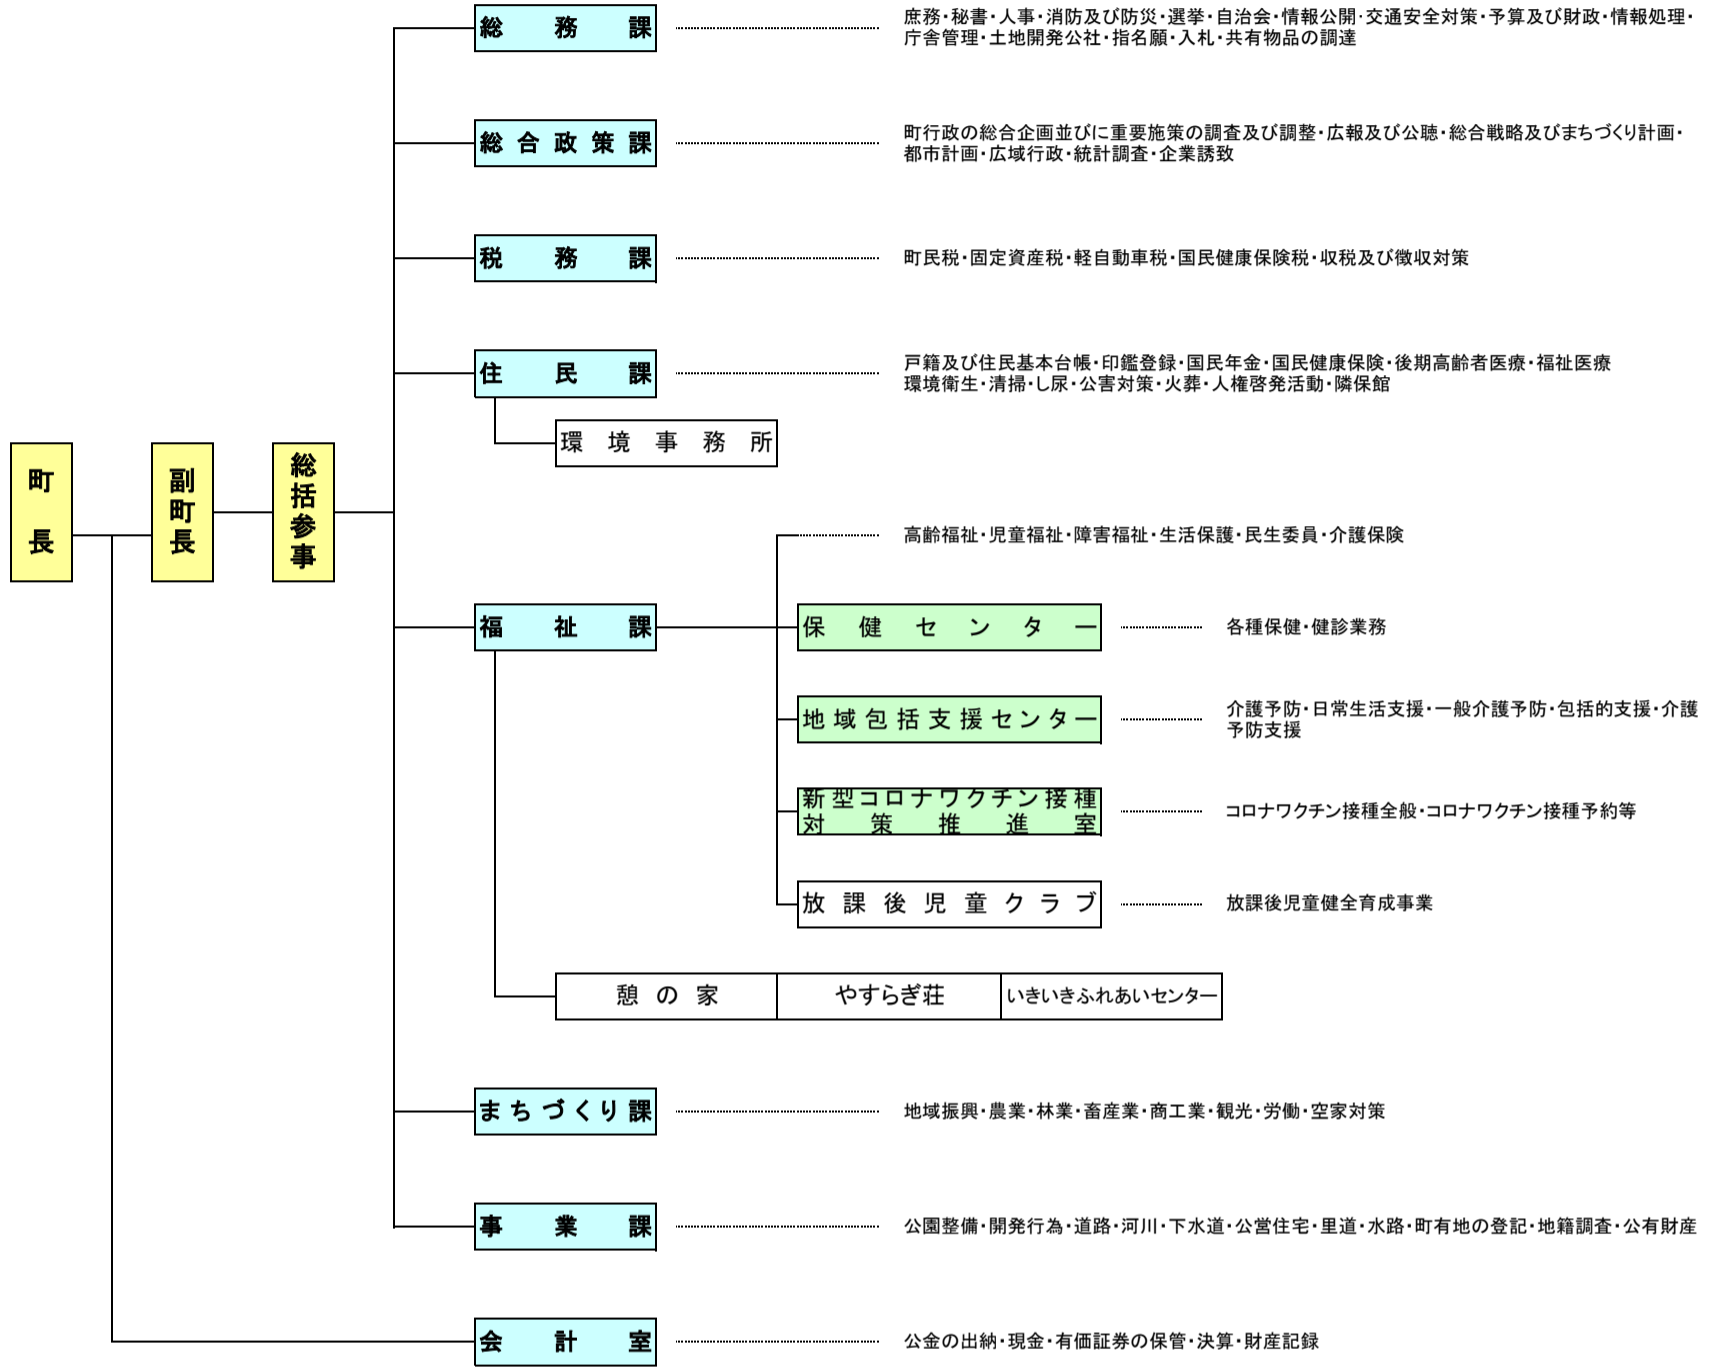 総務課
庶務・秘書・人事・消防及び防災・選挙・自治会・情報公開・交通安全対策・予算及び財政・情報処理・
庁舎管理・土地開発公社・指名願・入札・共有物品の調達
総合政策課
町行政の総合企画並びに重要施策の調査及び調整・広報及び公聴・総合戦略及びまちづくり計画・
都市計画・広域行政・統計調査・企業誘致
税務課
町民税・固定資産税・軽自動車税・国民健康保険税・収税及び徴収対策
住民課
戸籍及び住民基本台帳・印鑑登録・国民年金・国民健康保険・後期高齢者医療・福祉医療
環境衛生・清掃・し尿・公害対策・火葬・人権啓発活動・隣保館
環境事務所
町長
副町長
総括参事
高齢福祉・児童福祉・障害福祉・生活保護・民生委員・介護保険
福祉課
保健センター
各種保健・健診業務
地域包括支援センター
介護予防・日常生活支援・一般介護予防・包括的支援・介護
予防支援
新型コロナワクチン接種
対策推進室
コロナワクチン接種全般・コロナワクチン接種予約等
放課後児童クラブ
放課後児童健全育成事業
憩の家
やすらぎ荘
いきいきふれあいセンター
まちづくり課
地域振興・農業・林業・畜産業・商工業・観光・労働・空家対策
事業課
公園整備・開発行為・道路・河川・下水道・公営住宅・里道・水路・町有地の登記・地籍調査・公有財産
会計室
公金の出納・現金・有価証券の保管・決算・財産記録